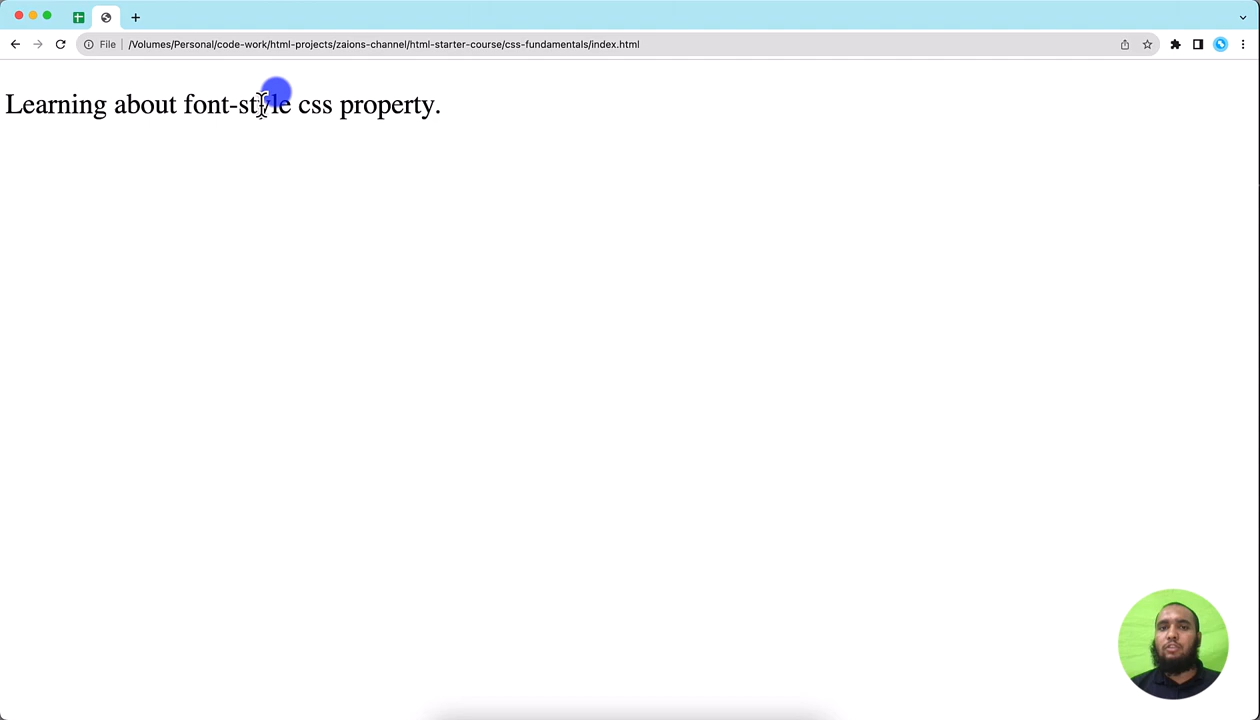 File
/Volumes/Personal/code-work/html-projects/zaions-channel/html-starter-course/css-fundamentals/index.html
Learning about font-style css property.